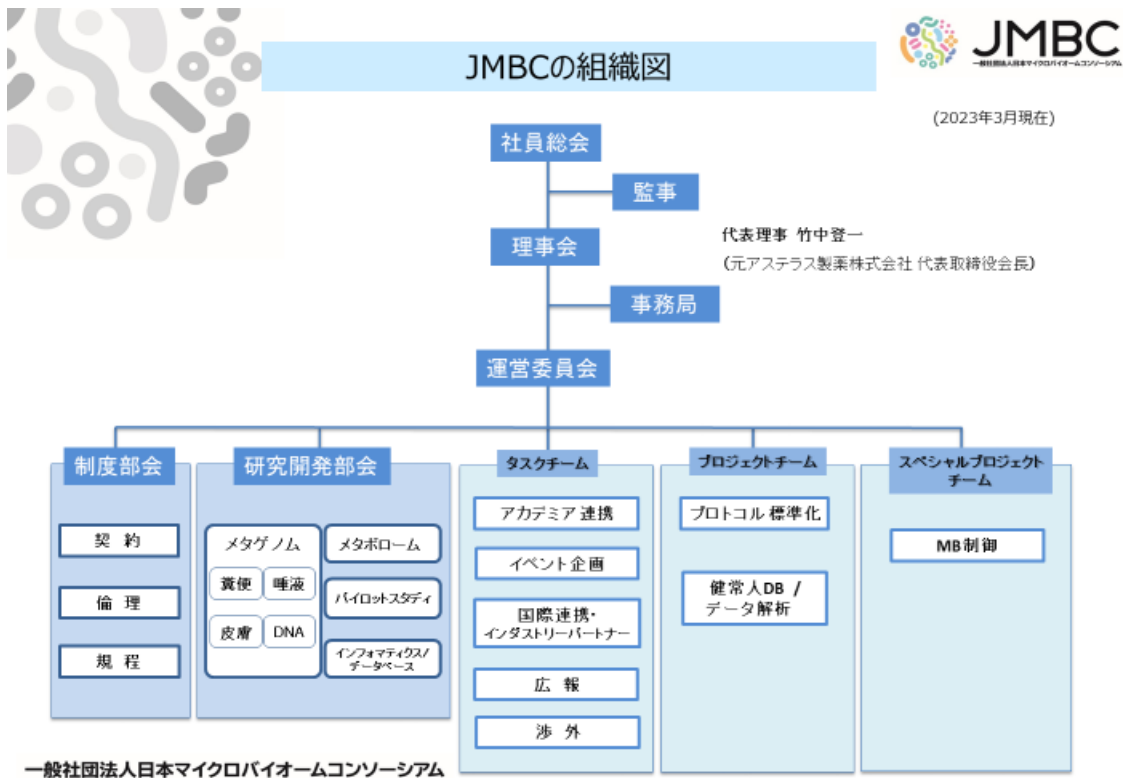 JMBCの組織図
JMBC
一般社団法人日本マイクロバイオームコンソーシアム
(2023年3月現在)
社員総会
監事
理事会
代表理事 竹中登一
(元アステラス製薬株式会社 代表取締役会長)
事務局
運営委員会
制度部会
契 約
倫 理
規 程
研究開発部会
メタゲノム
糞便
唾液
皮膚
DNA
メタボローム
パイロットスタディ
インフォマティクス/
データベース
タスクチーム
アカデミア 連携
イベント企画
国際連携・
インダストリーパートナー
広 報
渉 外
プロジェクトチーム
プロトコル 標準化
健常人DB /
データ解析
スペシャルプロジェクト
チーム
MB制御
一般社団法人日本マイクロバイオームコンソーシアム